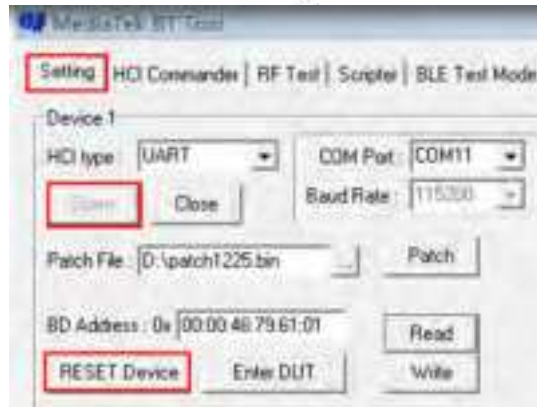 MediaTek BT Tool
Setting HCI Commander RF Test Scripter BLE Test Mode
Device 1
HCI type : UART COM Port : COM11
Open Close Baud Rate : 115200
Patch File : D:\patch1225.bin ... Patch
BD Address : 0x 00:00:46:79:61:01 Read
RESET Device Enter DUT Write